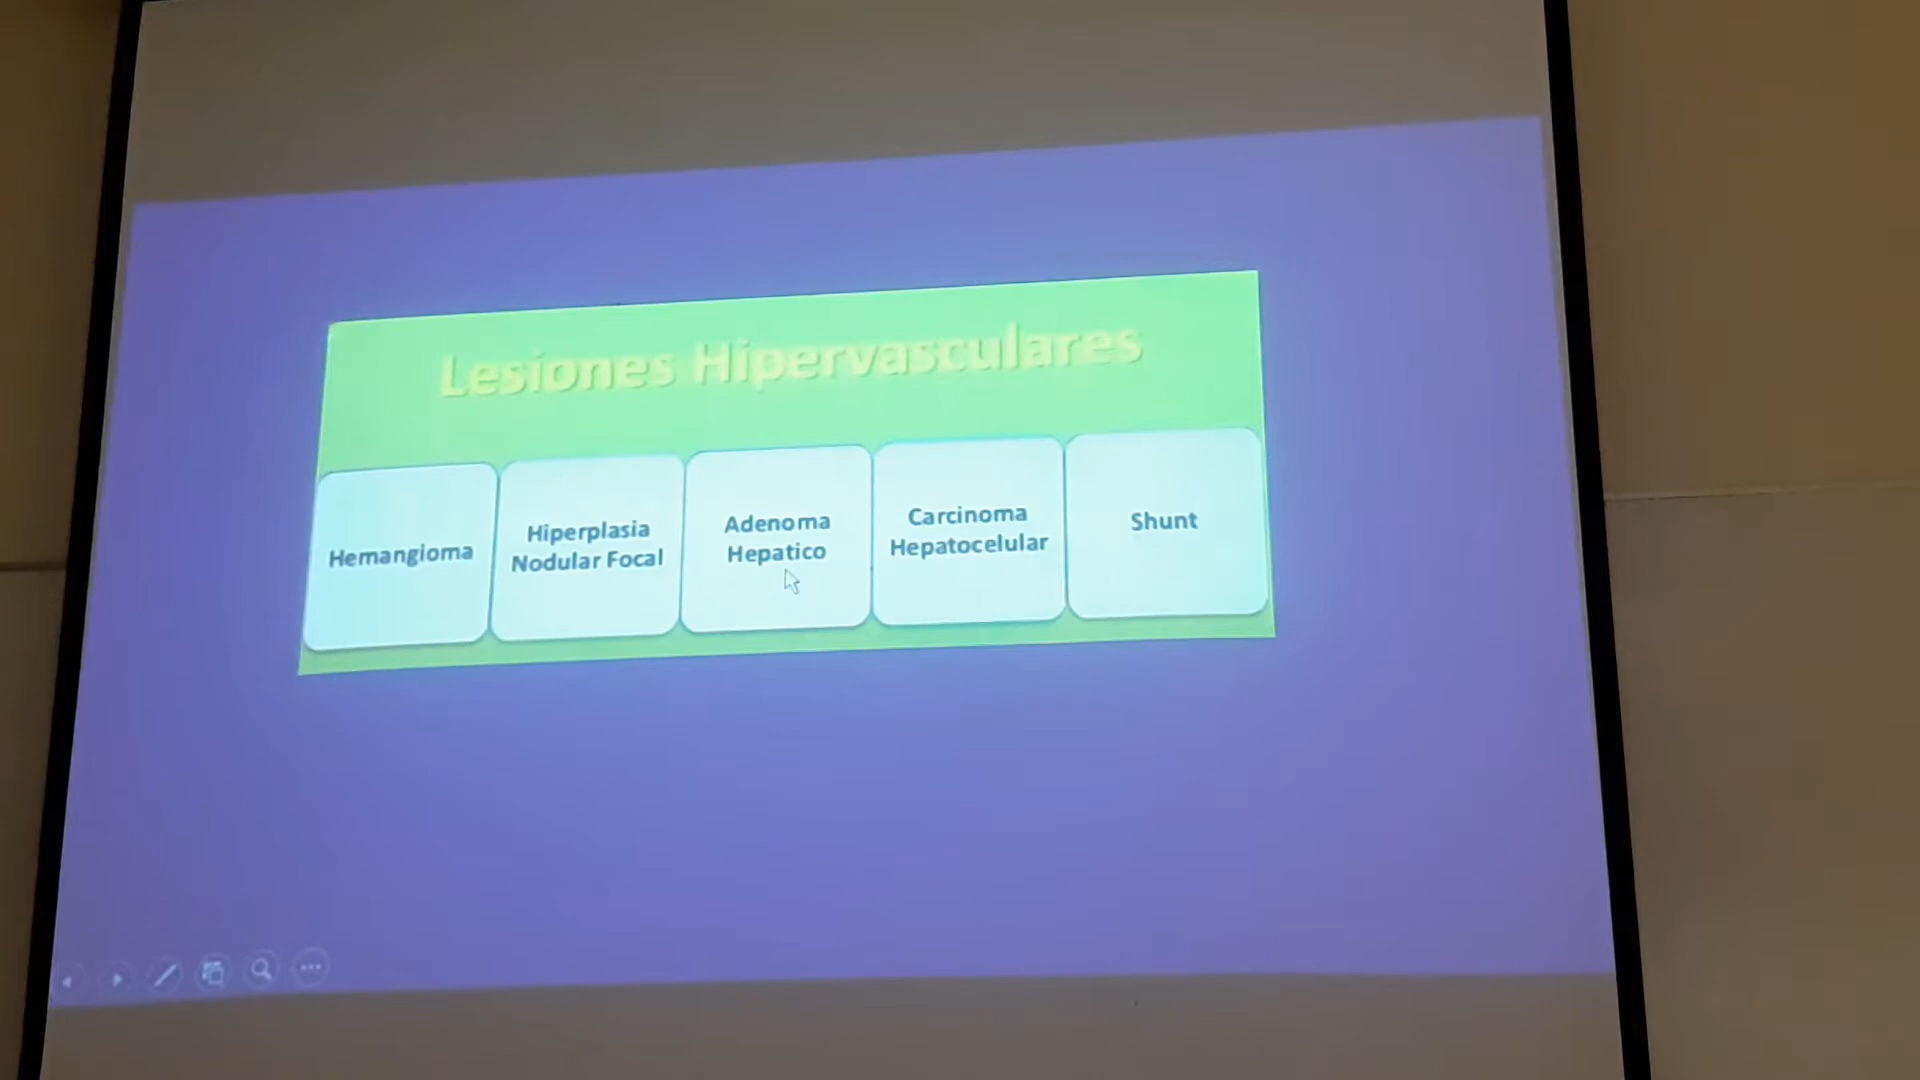 Lesiones Hipervasculares
Hemangioma
Hiperplasia
Nodular Focal
Adenoma
Hepatico
Carcinoma
Hepatocelular
Shunt